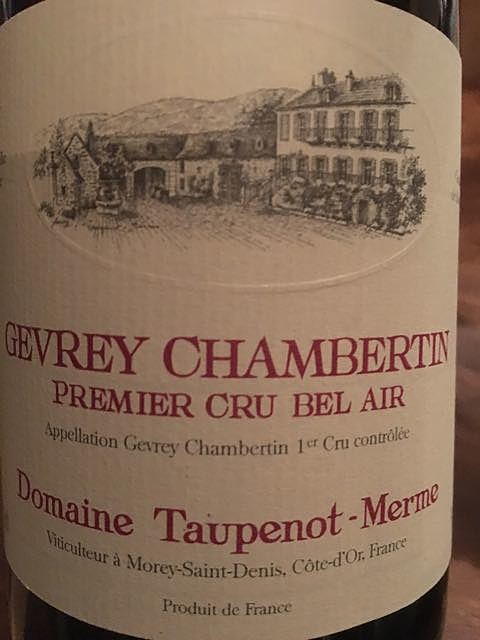 GEVREY CHAMBERTIN
PREMIER CRU BEL AIR
Appellation Gevrey Chambertin 1er Cru contrôlée
Domaine Taupenot-Merme
Viticulteur à Morey-Saint-Denis, Côte-d'Or, France
Produit de France